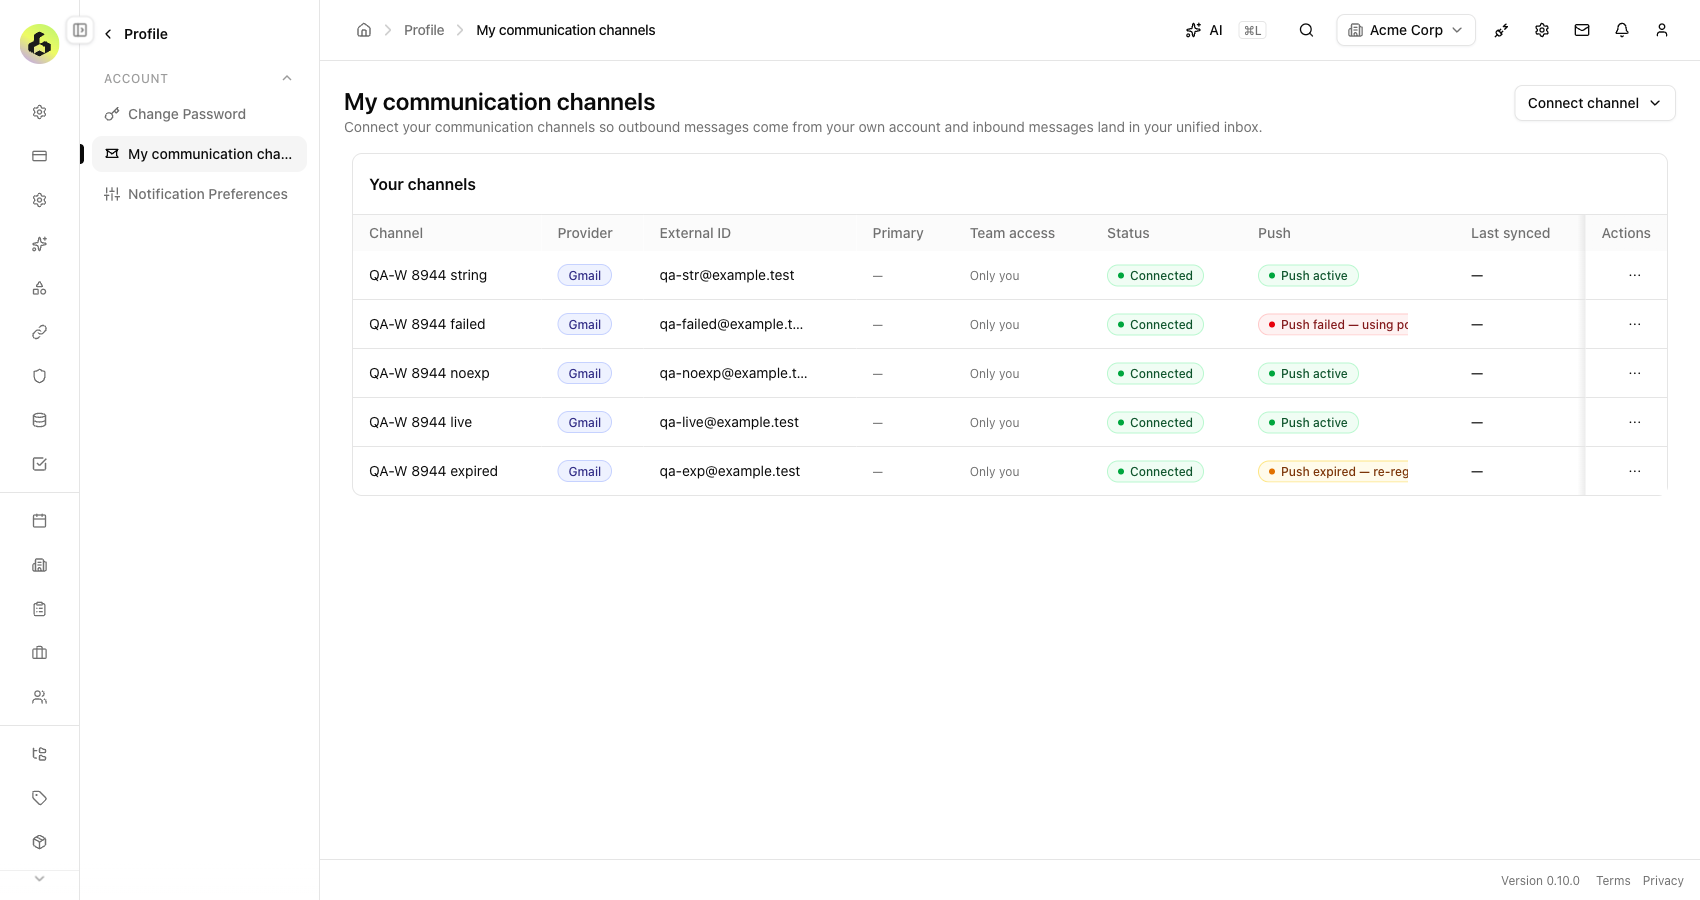 Profile
Profile
My communication channels
AI
⌘L
Acme Corp
ACCOUNT
Change Password
My communication cha...
Notification Preferences
My communication channels
Connect your communication channels so outbound messages come from your own account and inbound messages land in your unified inbox.
Connect channel
Your channels
Channel Provider External ID Primary Team access Status Push Last synced Actions
QA-W 8944 string Gmail qa-str@example.test — Only you Connected Push active — ...
QA-W 8944 failed Gmail qa-failed@example.t... — Only you Connected Push failed — using po — ...
QA-W 8944 noexp Gmail qa-noexp@example.t... — Only you Connected Push active — ...
QA-W 8944 live Gmail qa-live@example.test — Only you Connected Push active — ...
QA-W 8944 expired Gmail qa-exp@example.test — Only you Connected Push expired — re-reg — ...
Version 0.10.0 Terms Privacy